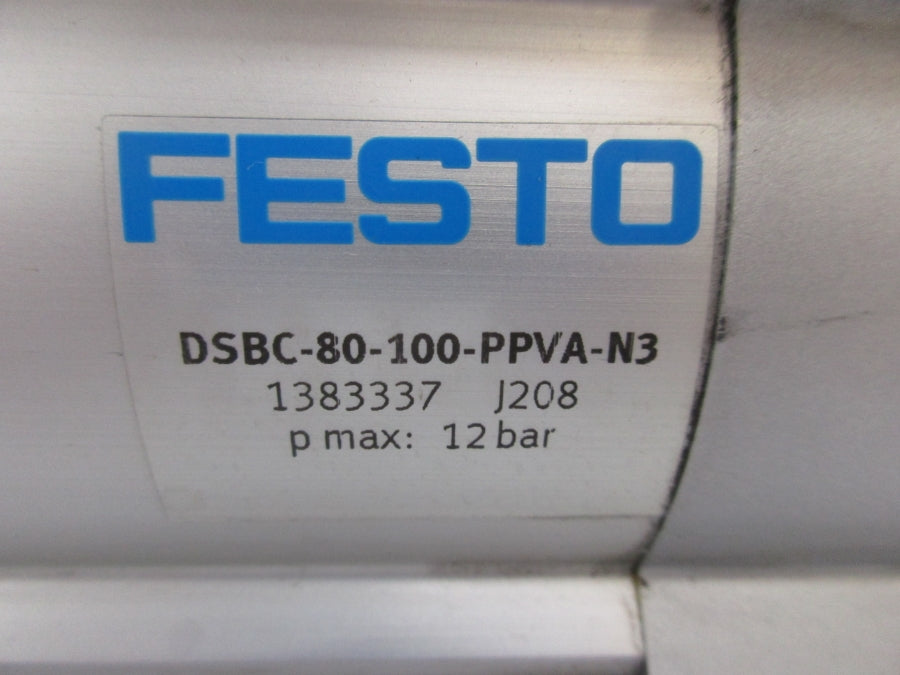 FESTO
DSBC-80-100-PPVA-N3
1383337 J208
p max: 12 bar